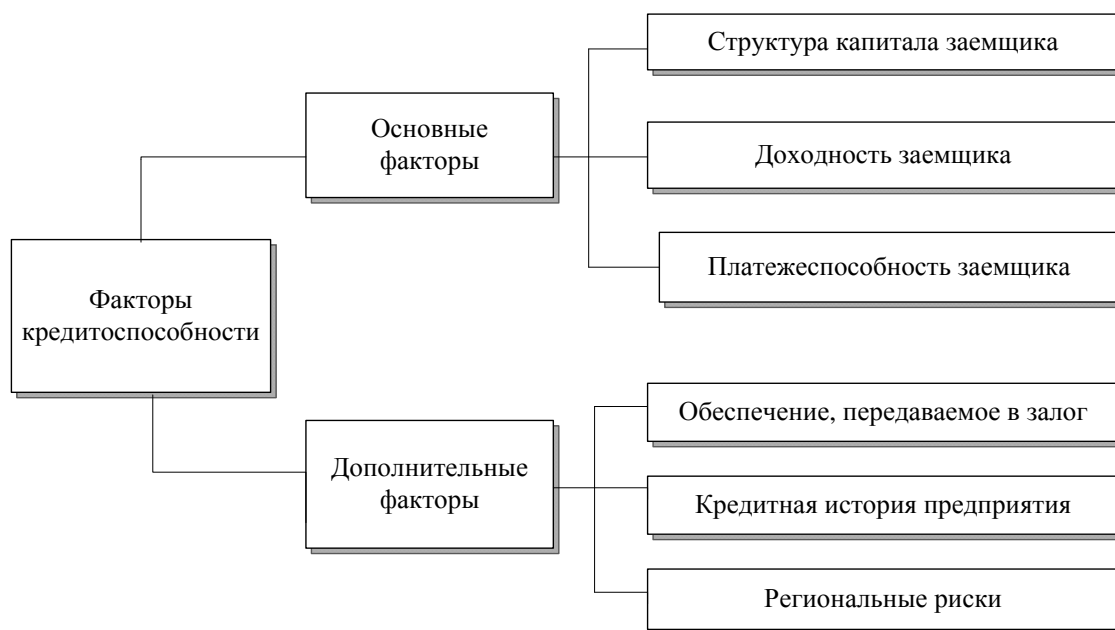 Факторы
кредитоспособности
Основные
факторы
Структура капитала заемщика
Доходность заемщика
Платежеспособность заемщика
Дополнительные
факторы
Обеспечение, передаваемое в залог
Кредитная история предприятия
Региональные риски